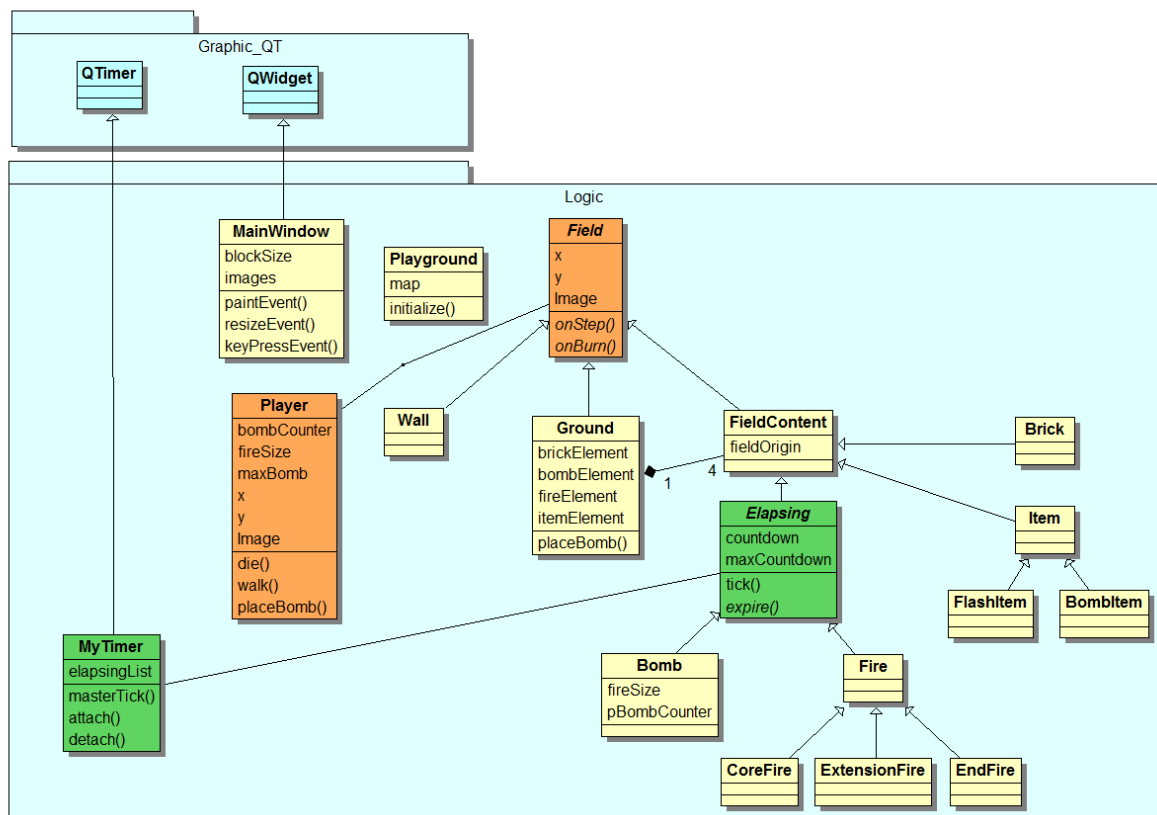 Graphic_QT
QTimer
QWidget
Logic
MainWindow
blockSize
images
paintEvent()
resizeEvent()
keyPressEvent()
Playground
map
initialize()
Field
x
y
Image
onStep()
onBurn()
Player
bombCounter
fireSize
maxBomb
x
y
Image
die()
walk()
placeBomb()
Wall
Ground
brickElement
bombElement
fireElement
itemElement
placeBomb()
1
4
FieldContent
fieldOrigin
Brick
Elapsing
countdown
maxCountdown
tick()
expire()
Item
FlashItem
BombItem
MyTimer
elapsingList
masterTick()
attach()
detach()
Bomb
fireSize
pBombCounter
Fire
CoreFire
ExtensionFire
EndFire